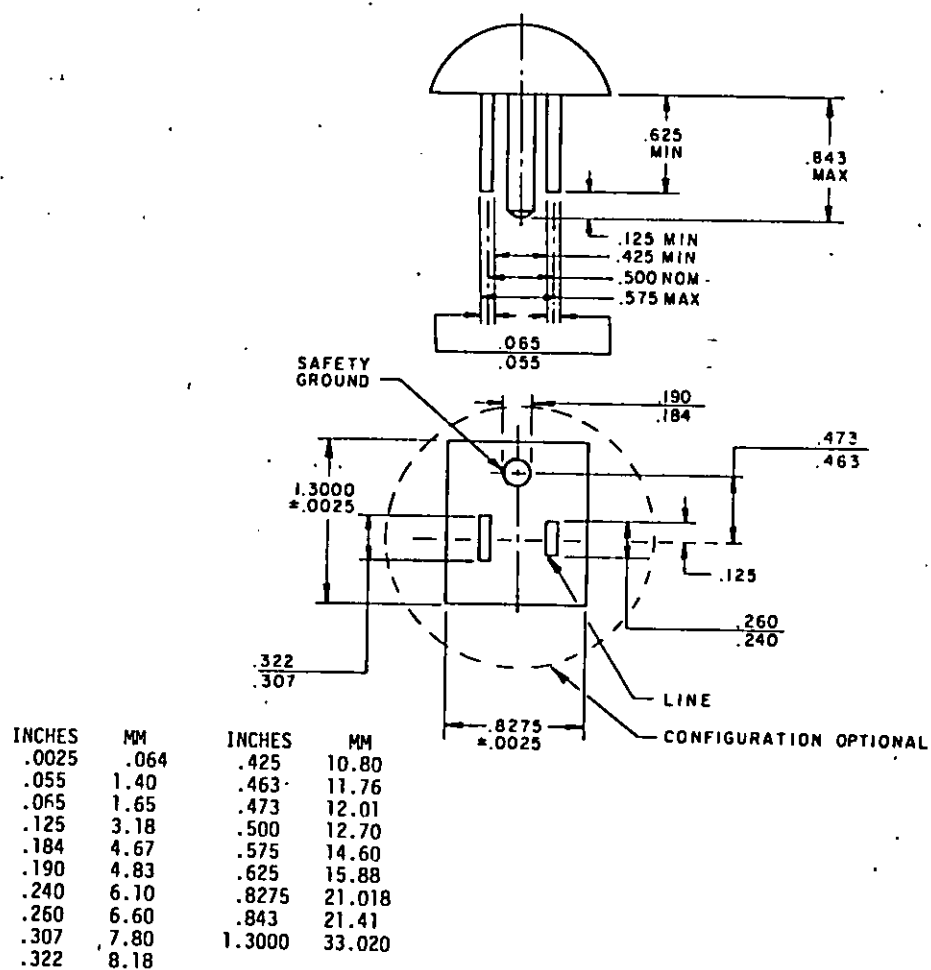 .625
MIN
.843
MAX
.125 MIN
.425 MIN
.500 NOM
.575 MAX
.065
.055
SAFETY
GROUND
.190
.184
.473
.463
1.3000
±.0025
.125
.260
.240
.322
.307
LINE
.8275
±.0025
CONFIGURATION OPTIONAL
INCHES MM INCHES MM
.0025 .064 .425 10.80
.055 1.40 .463 11.76
.065 1.65 .473 12.01
.125 3.18 .500 12.70
.184 4.67 .575 14.60
.190 4.83 .625 15.88
.240 6.10 .8275 21.018
.260 6.60 .843 21.41
.307 7.80 1.3000 33.020
.322 8.18